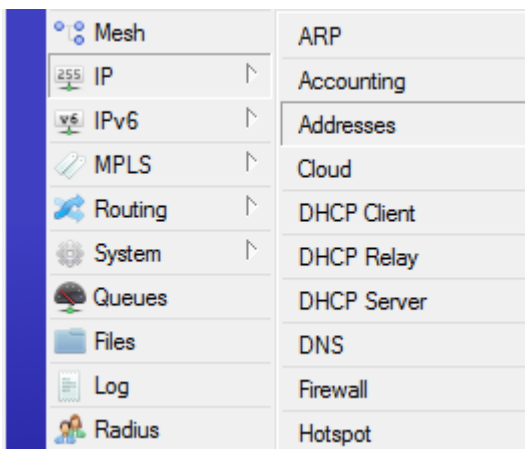 Mesh
255 IP
v6 IPv6
MPLS
Routing
System
Queues
Files
Log
Radius
ARP
Accounting
Addresses
Cloud
DHCP Client
DHCP Relay
DHCP Server
DNS
Firewall
Hotspot